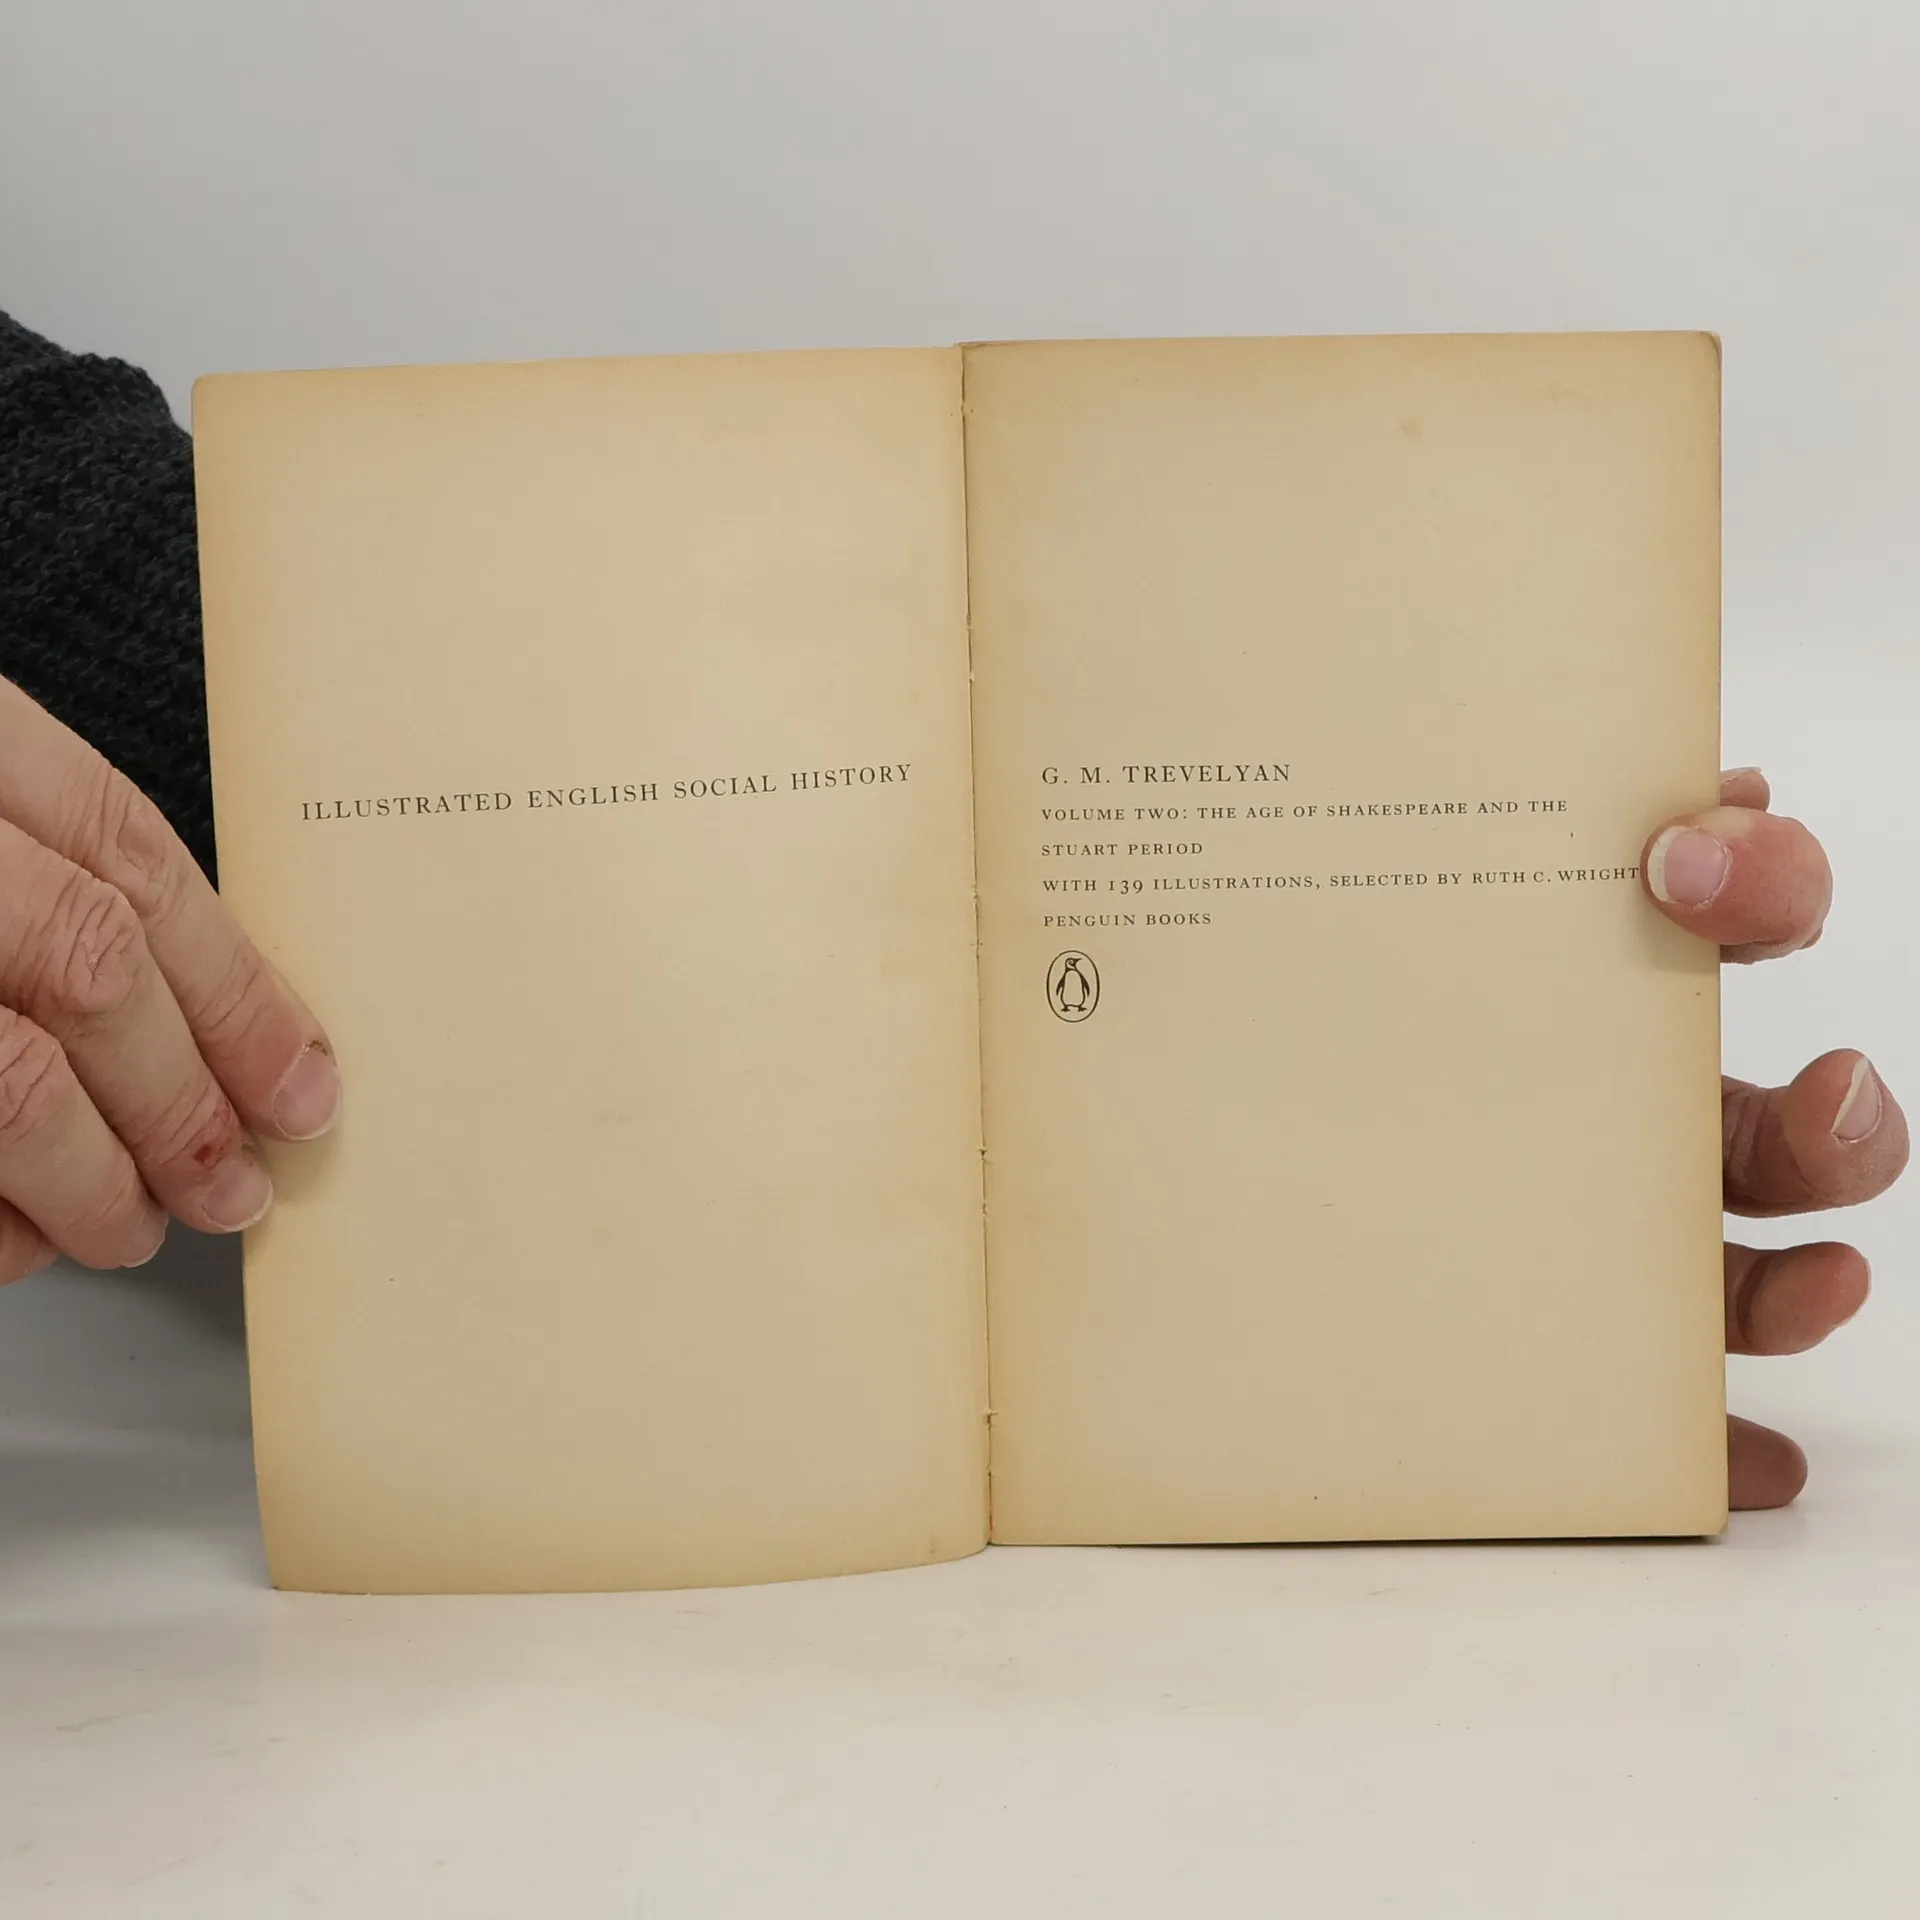 ILLUSTRATED ENGLISH SOCIAL HISTORY
G. M. TREVELYAN
VOLUME TWO: THE AGE OF SHAKESPEARE AND THE
STUART PERIOD
WITH 139 ILLUSTRATIONS, SELECTED BY RUTH C. WRIGHT
PENGUIN BOOKS